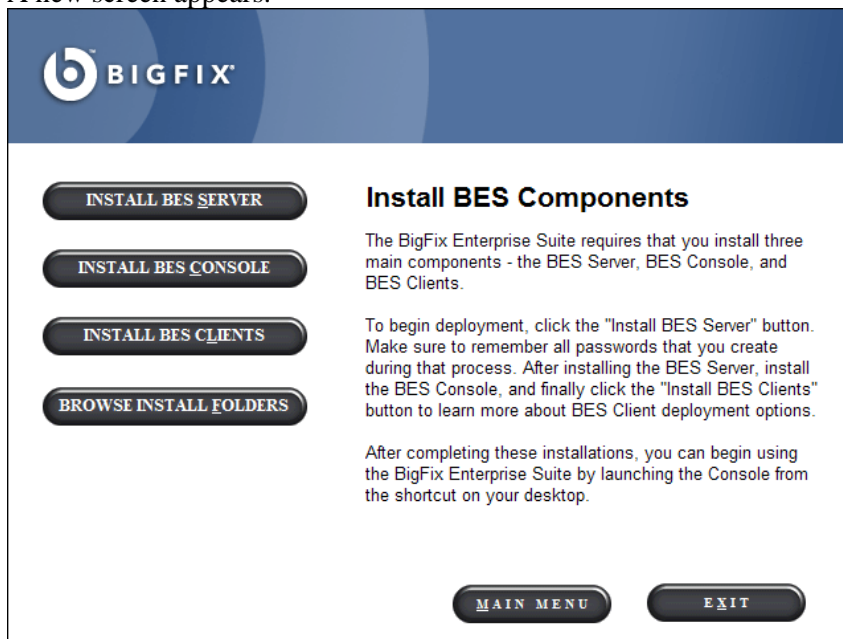 A new screen appears.
BIGFIX
INSTALL BES SERVER
INSTALL BES CONSOLE
INSTALL BES CLIENTS
BROWSE INSTALL FOLDERS
Install BES Components
The BigFix Enterprise Suite requires that you install three
main components - the BES Server, BES Console, and
BES Clients.
To begin deployment, click the "Install BES Server" button.
Make sure to remember all passwords that you create
during that process. After installing the BES Server, install
the BES Console, and finally click the "Install BES Clients"
button to learn more about BES Client deployment options.
After completing these installations, you can begin using
the BigFix Enterprise Suite by launching the Console from
the shortcut on your desktop.
MAIN MENU
EXIT